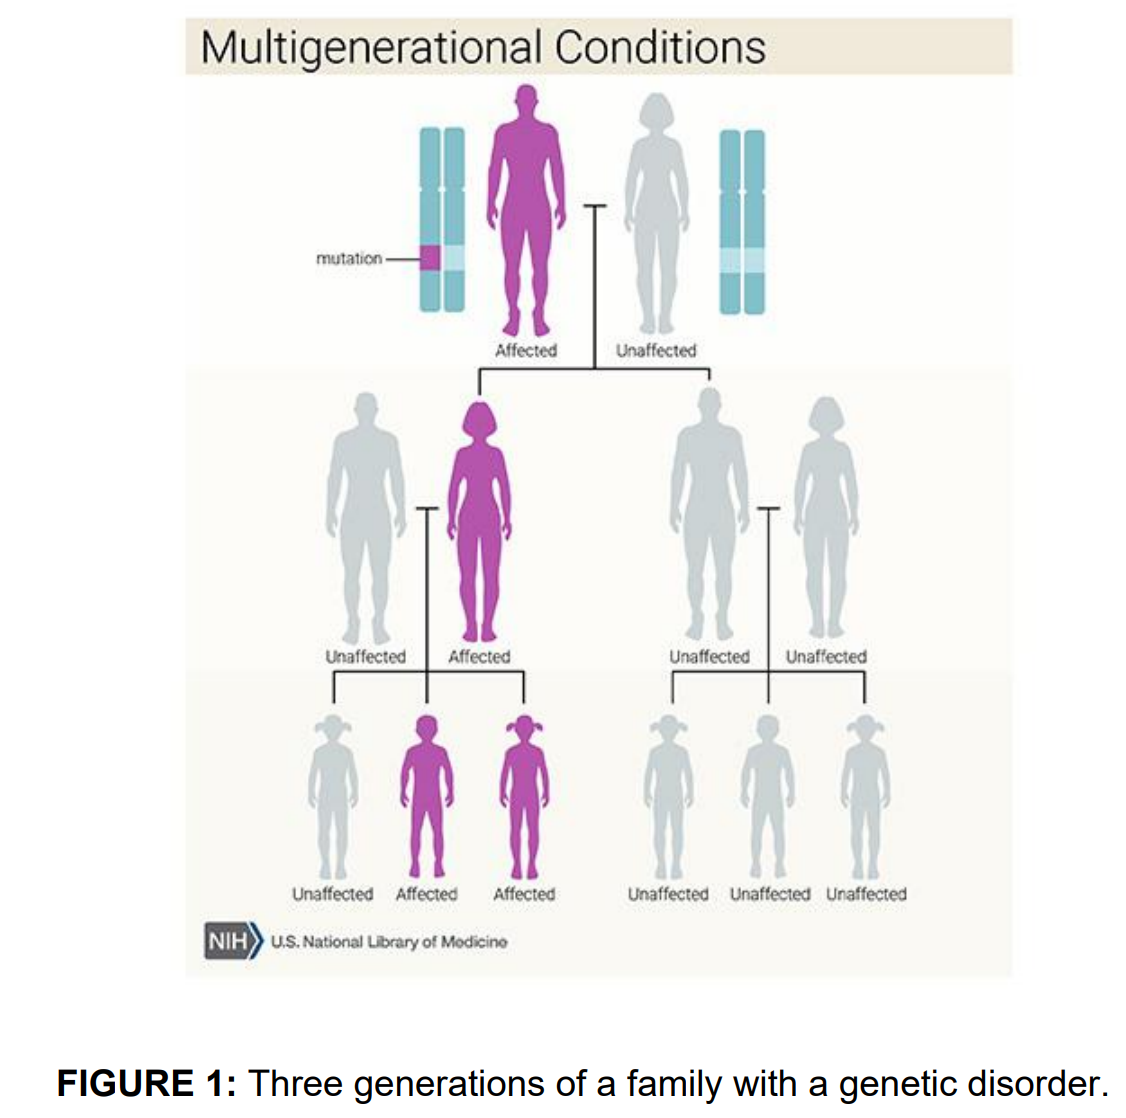 Multigenerational Conditions
mutation
Affected
Unaffected
Unaffected
Affected
Unaffected
Unaffected
Unaffected
Affected
Affected
Unaffected
Unaffected
Unaffected
NIH U.S. National Library of Medicine
FIGURE 1: Three generations of a family with a genetic disorder.